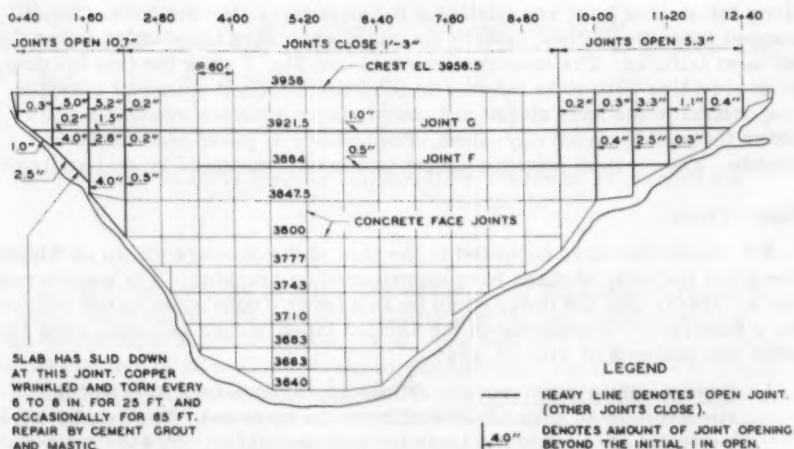 0+40 1+60 2+80 4+00 5+20 6+40 7+60 8+80 10+00 11+20 12+40
JOINTS OPEN 10.7" JOINTS CLOSE 1'-3" JOINTS OPEN 5.3"
@ 60' CREST EL. 3958.5
3958
0.3" 5.0" 5.2" 0.2" 0.2" 0.3" 3.3" 1.1" 0.4"
0.2" 1.5" 3921.5 1.0" JOINT G
1.0" 4.0" 2.8" 0.2" 0.4" 2.5" 0.3"
3884 0.5" JOINT F
2.5" 4.0" 0.5"
3847.5
CONCRETE FACE JOINTS
3800
3777
3743
3710
3683
3663
3640
SLAB HAS SLID DOWN
AT THIS JOINT. COPPER
WRINKLED AND TORN EVERY
6 TO 8 IN. FOR 25 FT. AND
OCCASIONALLY FOR 85 FT.
REPAIR BY CEMENT GROUT
AND MASTIC.
LEGEND
HEAVY LINE DENOTES OPEN JOINT.
(OTHER JOINTS CLOSE).
4.0" DENOTES AMOUNT OF JOINT OPENING
BEYOND THE INITIAL 1 IN. OPEN.